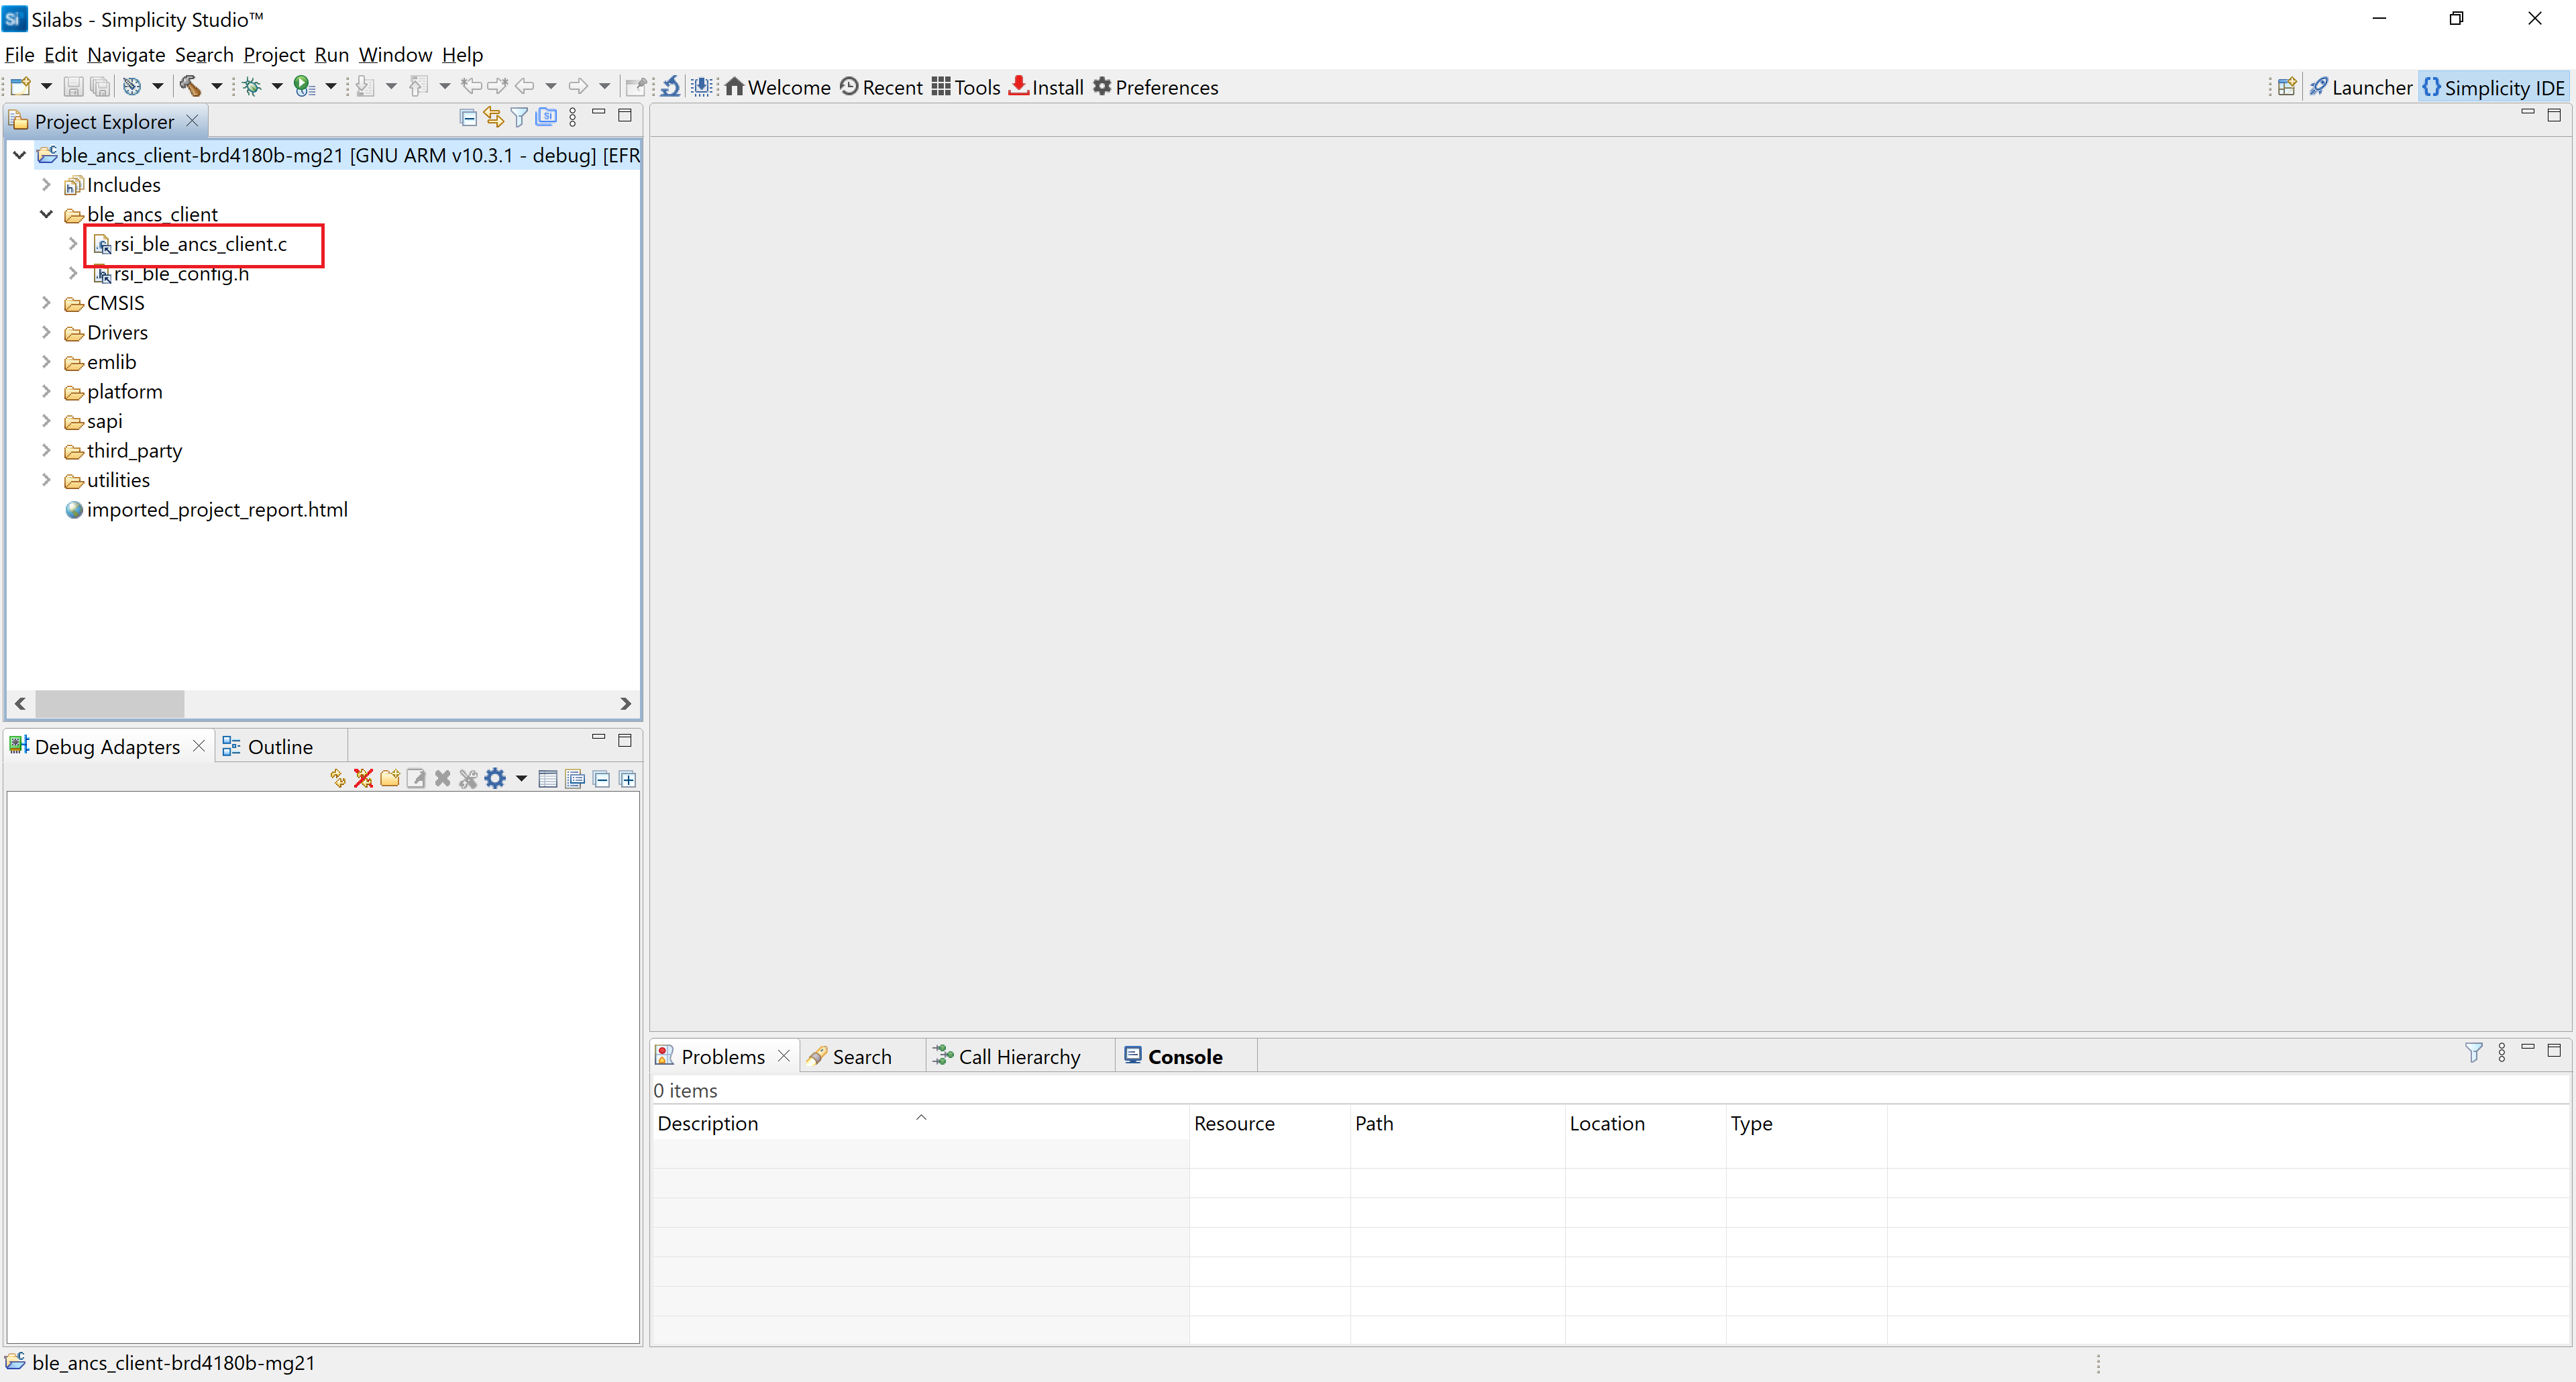 Silabs - Simplicity Studio™
File Edit Navigate Search Project Run Window Help
Welcome Recent Tools Install Preferences Launcher Simplicity IDE
Project Explorer
ble_ancs_client-brd4180b-mg21 [GNU ARM v10.3.1 - debug] [EFR
Includes
ble_ancs_client
rsi_ble_ancs_client.c
rsi_ble_config.h
CMSIS
Drivers
emlib
platform
sapi
third_party
utilities
imported_project_report.html
Debug Adapters Outline
Problems Search Call Hierarchy Console
0 items
Description Resource Path Location Type
ble_ancs_client-brd4180b-mg21